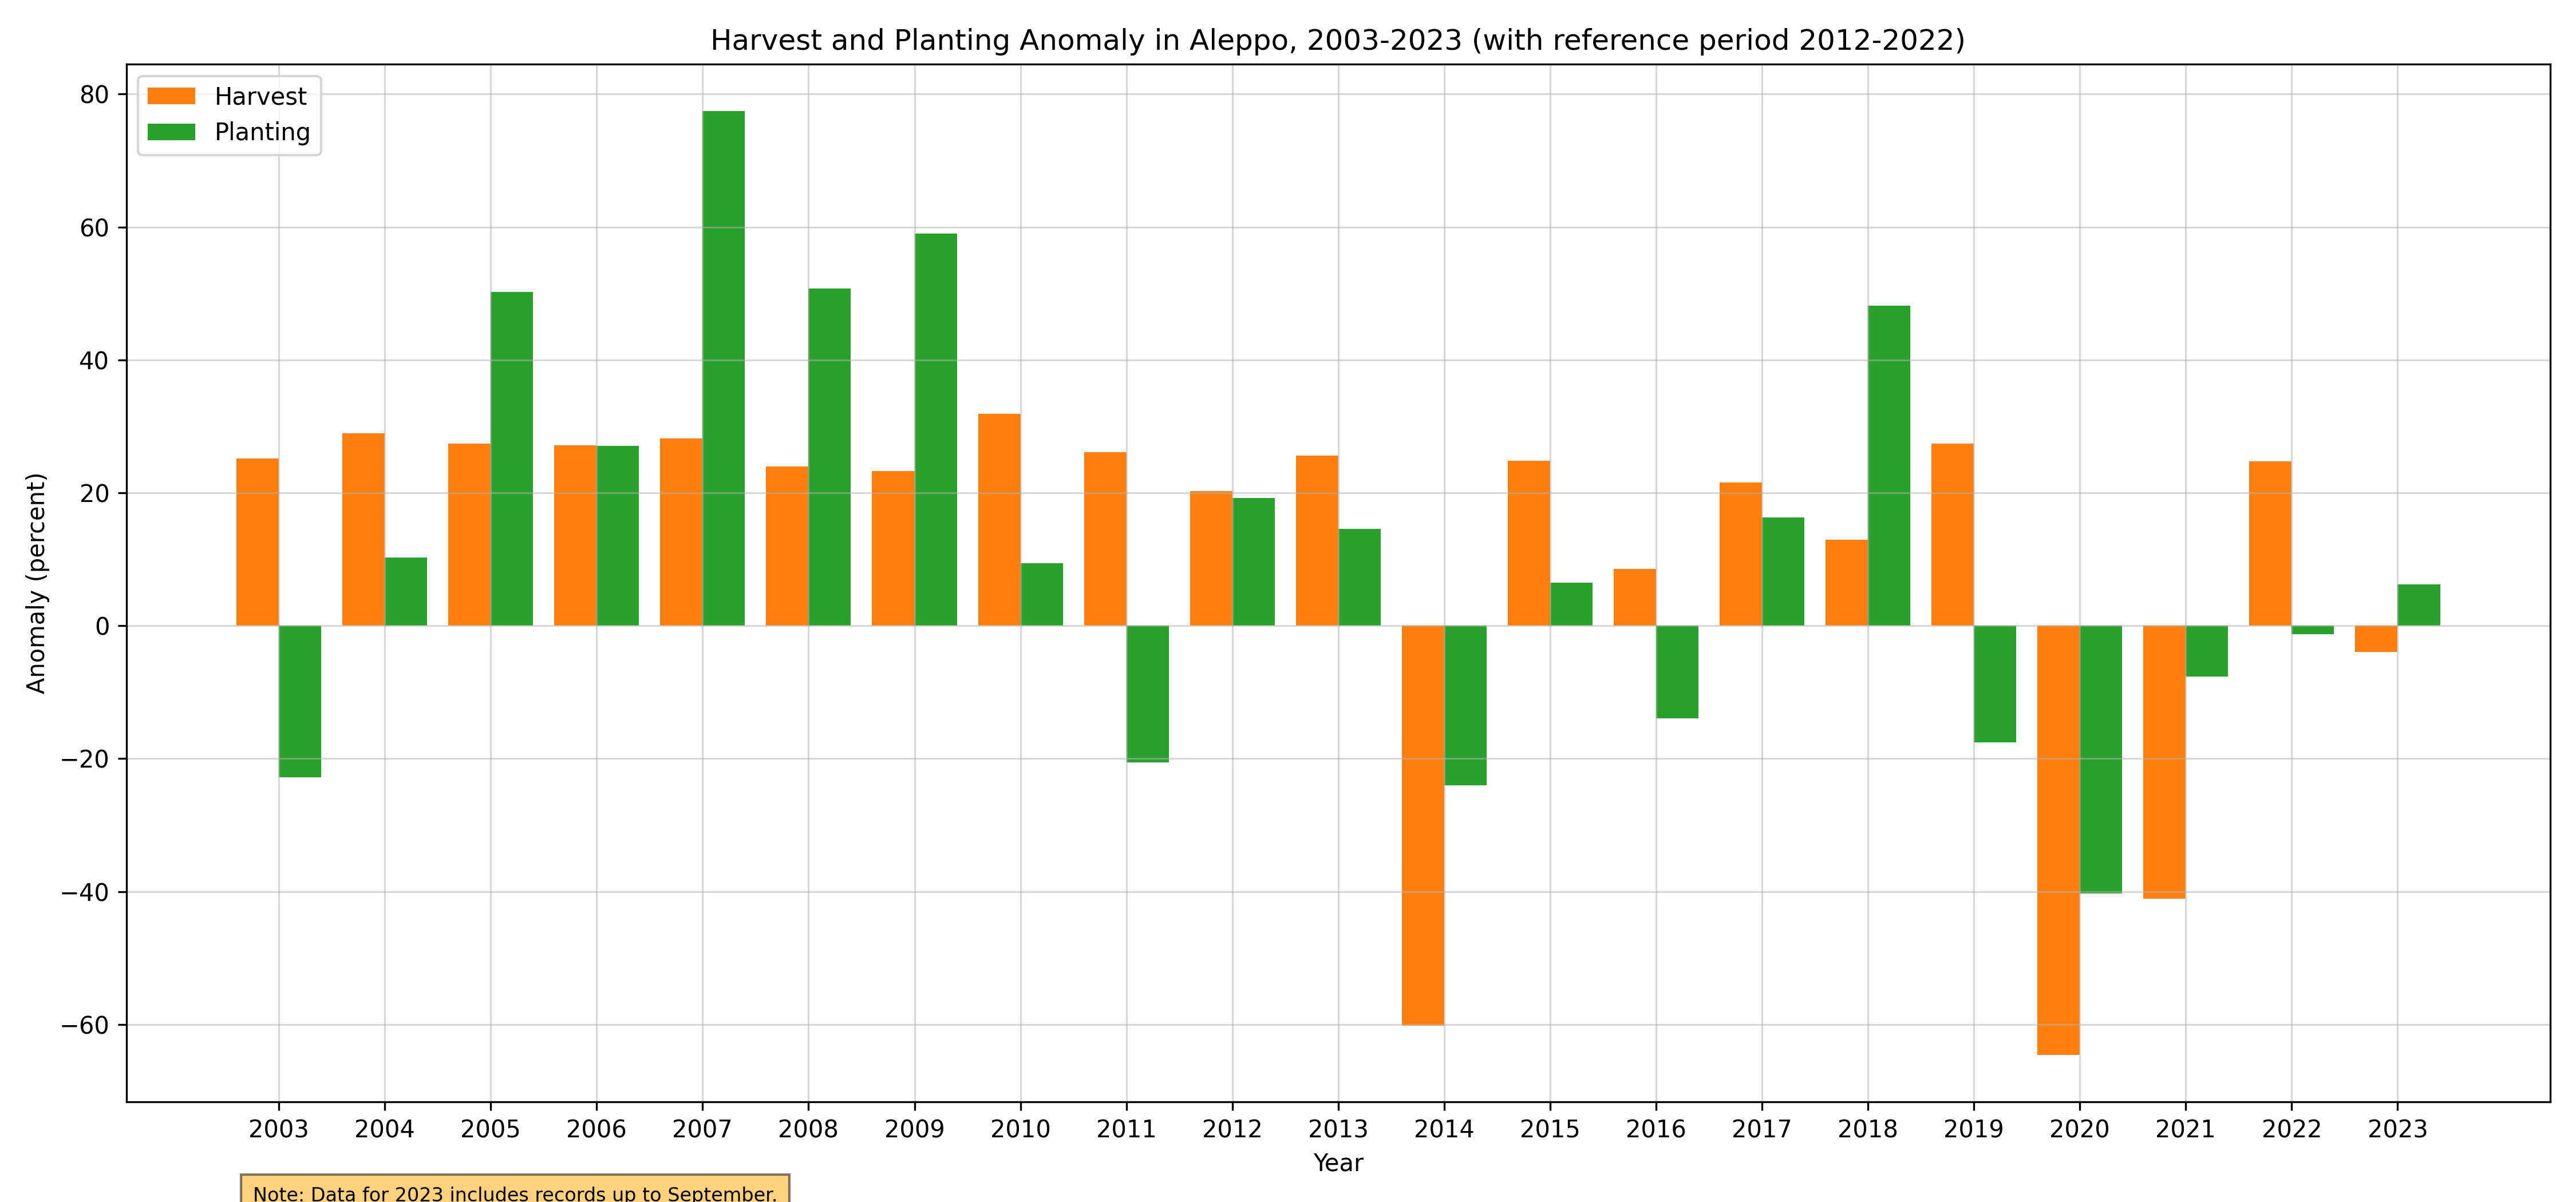 Harvest and Planting Anomaly in Aleppo, 2003-2023 (with reference period 2012-2022)
Harvest
Planting
Anomaly (percent)
80
60
40
20
0
−20
−40
−60
2003 2004 2005 2006 2007 2008 2009 2010 2011 2012 2013 2014 2015 2016 2017 2018 2019 2020 2021 2022 2023
Year
Note: Data for 2023 includes records up to September.